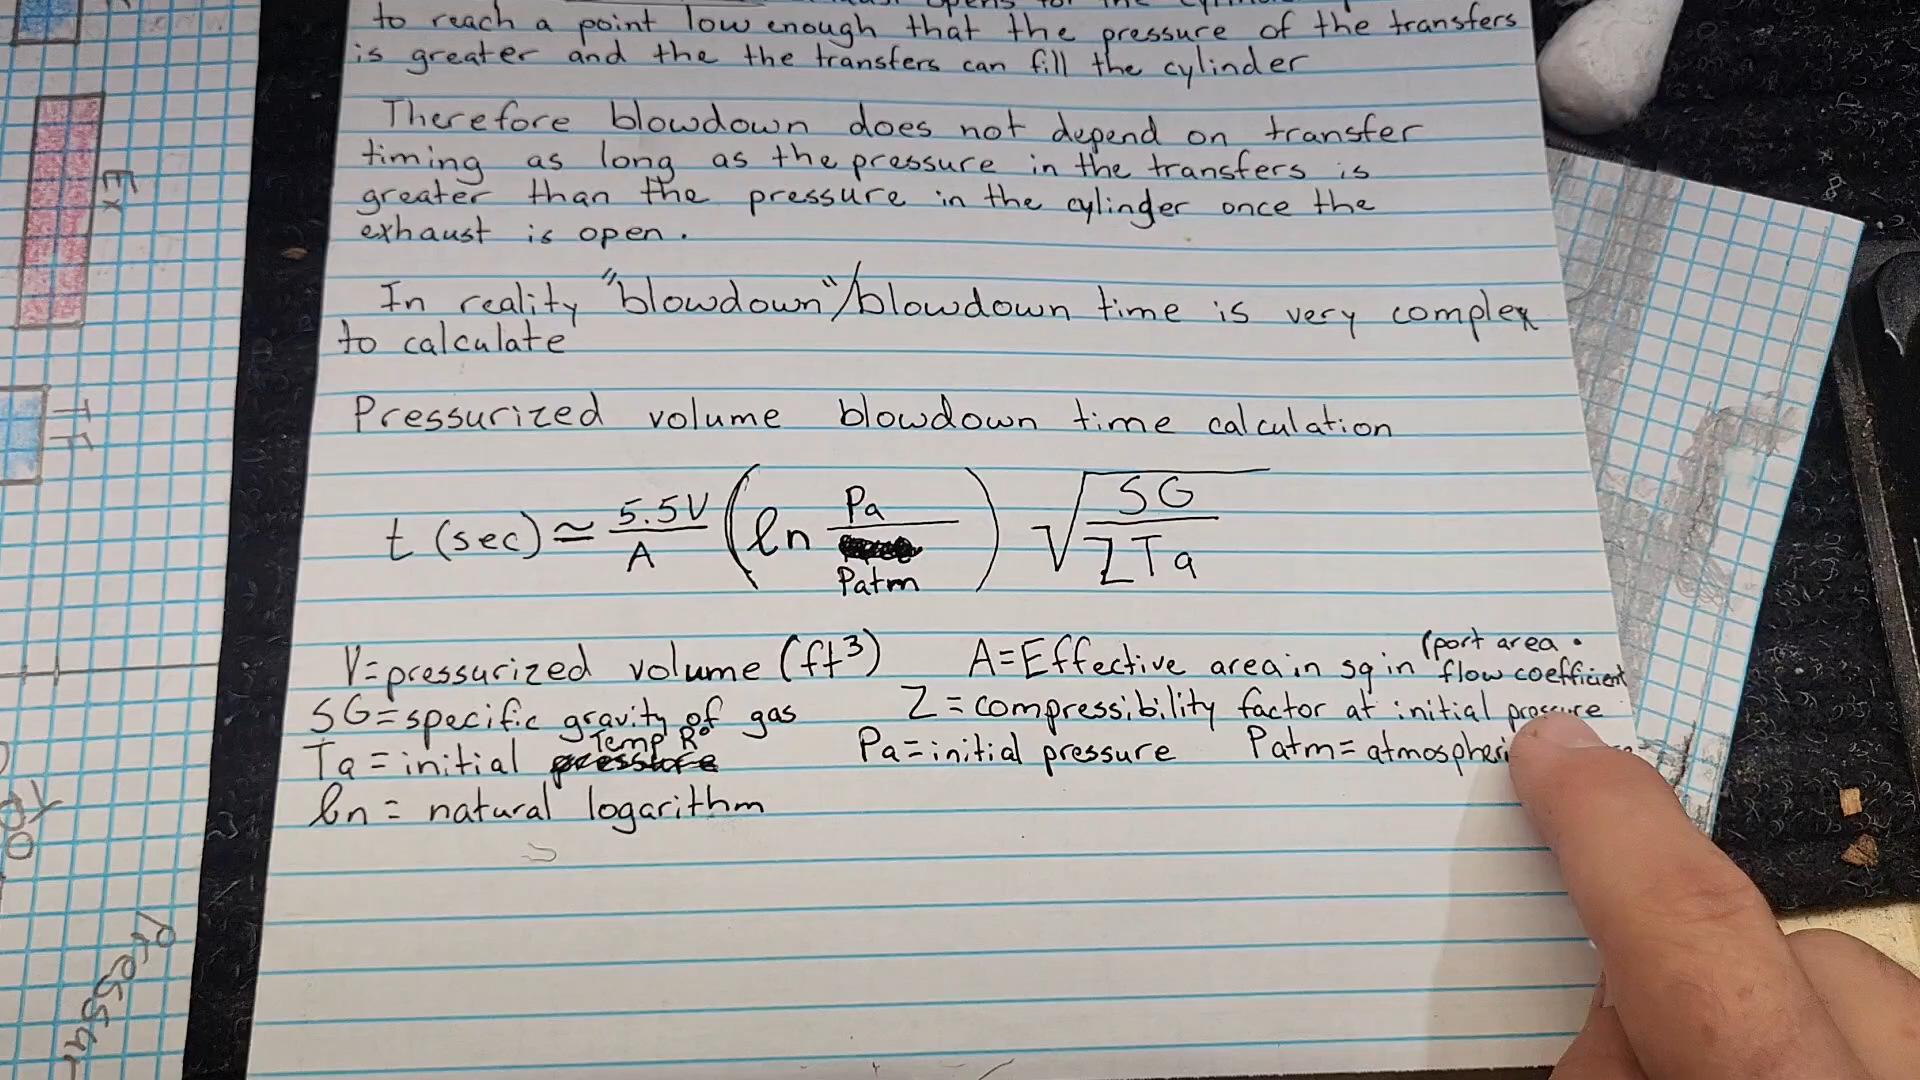 to reach a point low enough that the pressure of the transfers
is greater and the the transfers can fill the cylinder
Therefore blowdown does not depend on transfer
timing as long as the pressure in the transfers is
greater than the pressure in the cylinder once the
exhaust is open.
In reality "blowdown"/blowdown time is very complex
to calculate
Pressurized volume blowdown time calculation
t (sec) ≃ 5.5V/A (ln Pa/Patm) √(SG/ZTa)
V=pressurized volume (ft³) A=Effective area in sq in (port area · flow coefficient
SG=specific gravity of gas Z=compressibility factor at initial pressure
Ta=initial Temp R° Pa=initial pressure Patm=
ln = natural logarithm
Ex
TF
TDC